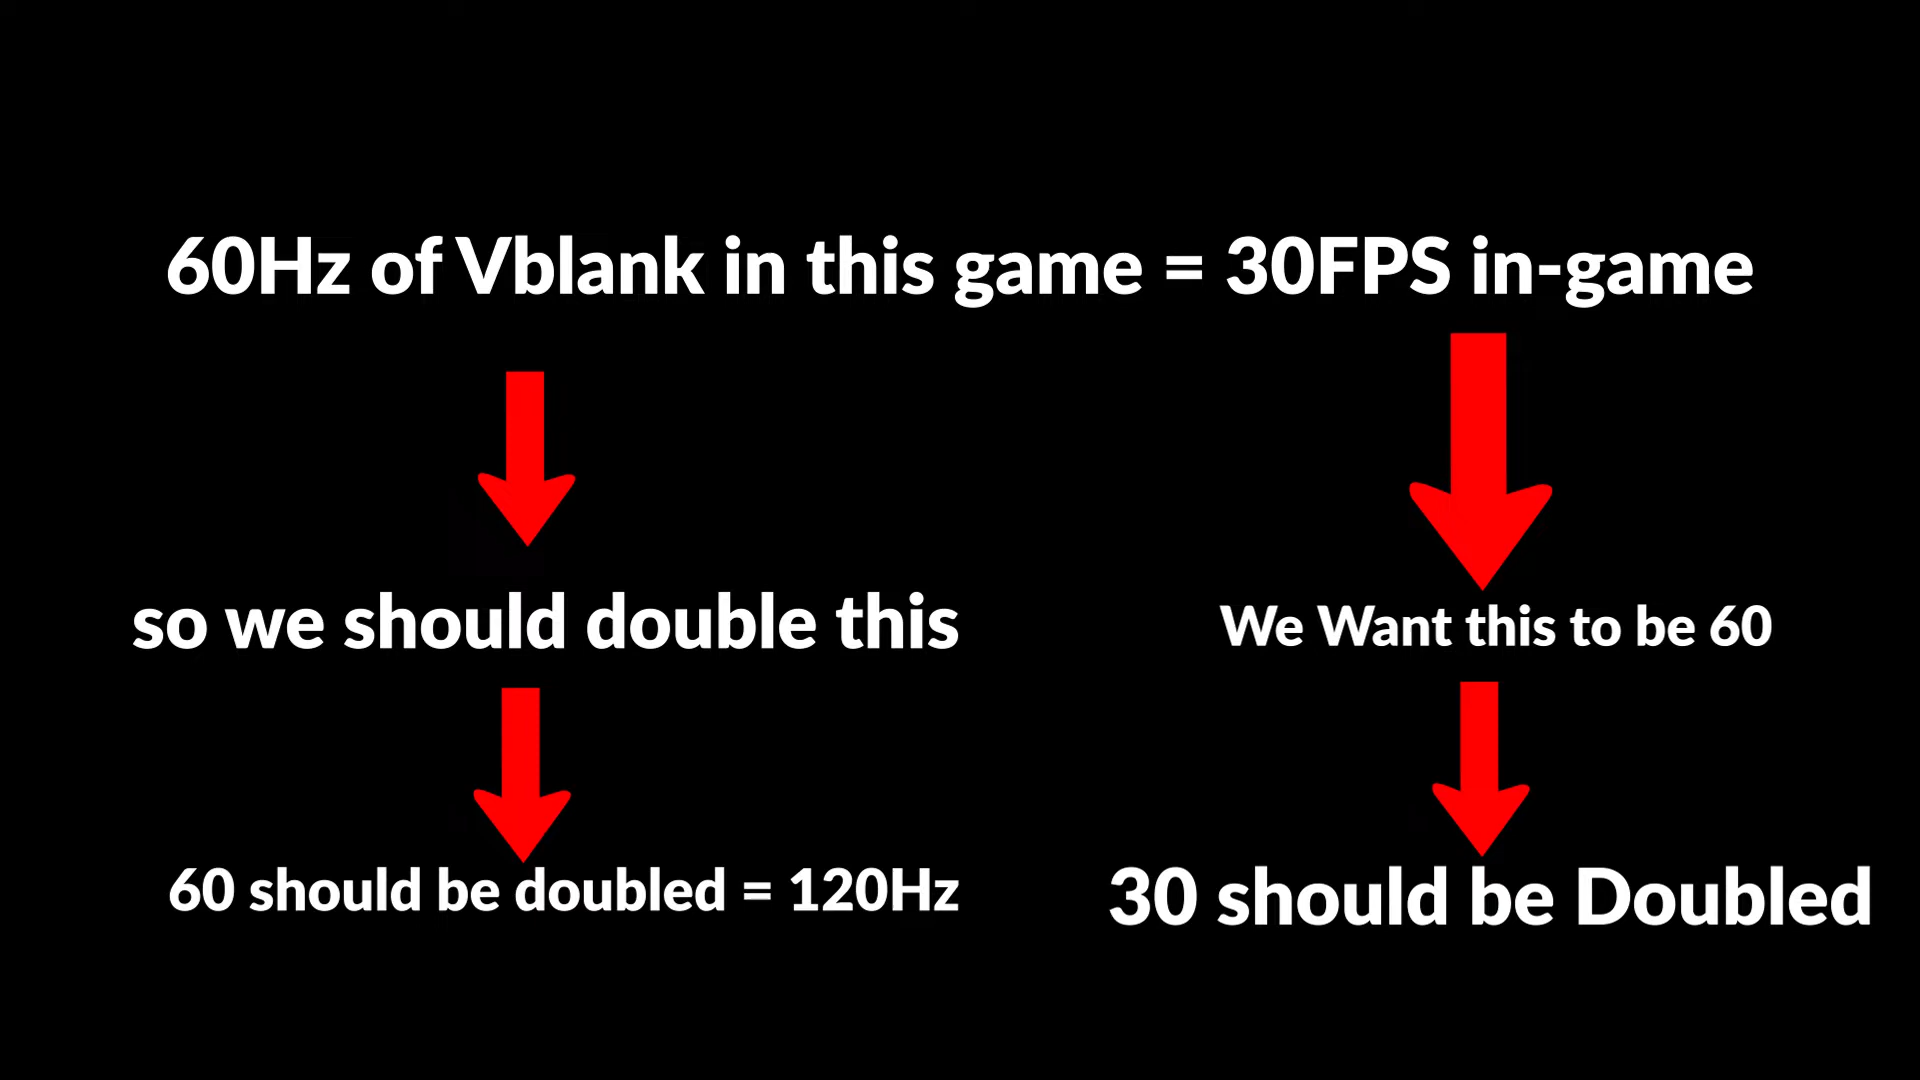 60Hz of Vblank in this game = 30FPS in-game
so we should double this
We Want this to be 60
60 should be doubled = 120Hz
30 should be Doubled